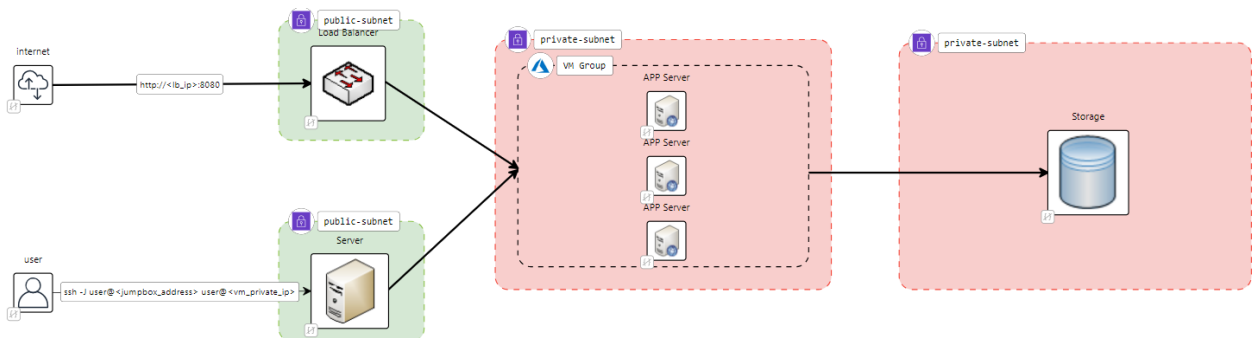 public-subnet
Load Balancer
internet
http://<lb_ip>:8080
private-subnet
VM Group
APP Server
APP Server
APP Server
private-subnet
Storage
public-subnet
Server
user
ssh -J user@<jumpbox_address> user@<vm_private_ip>